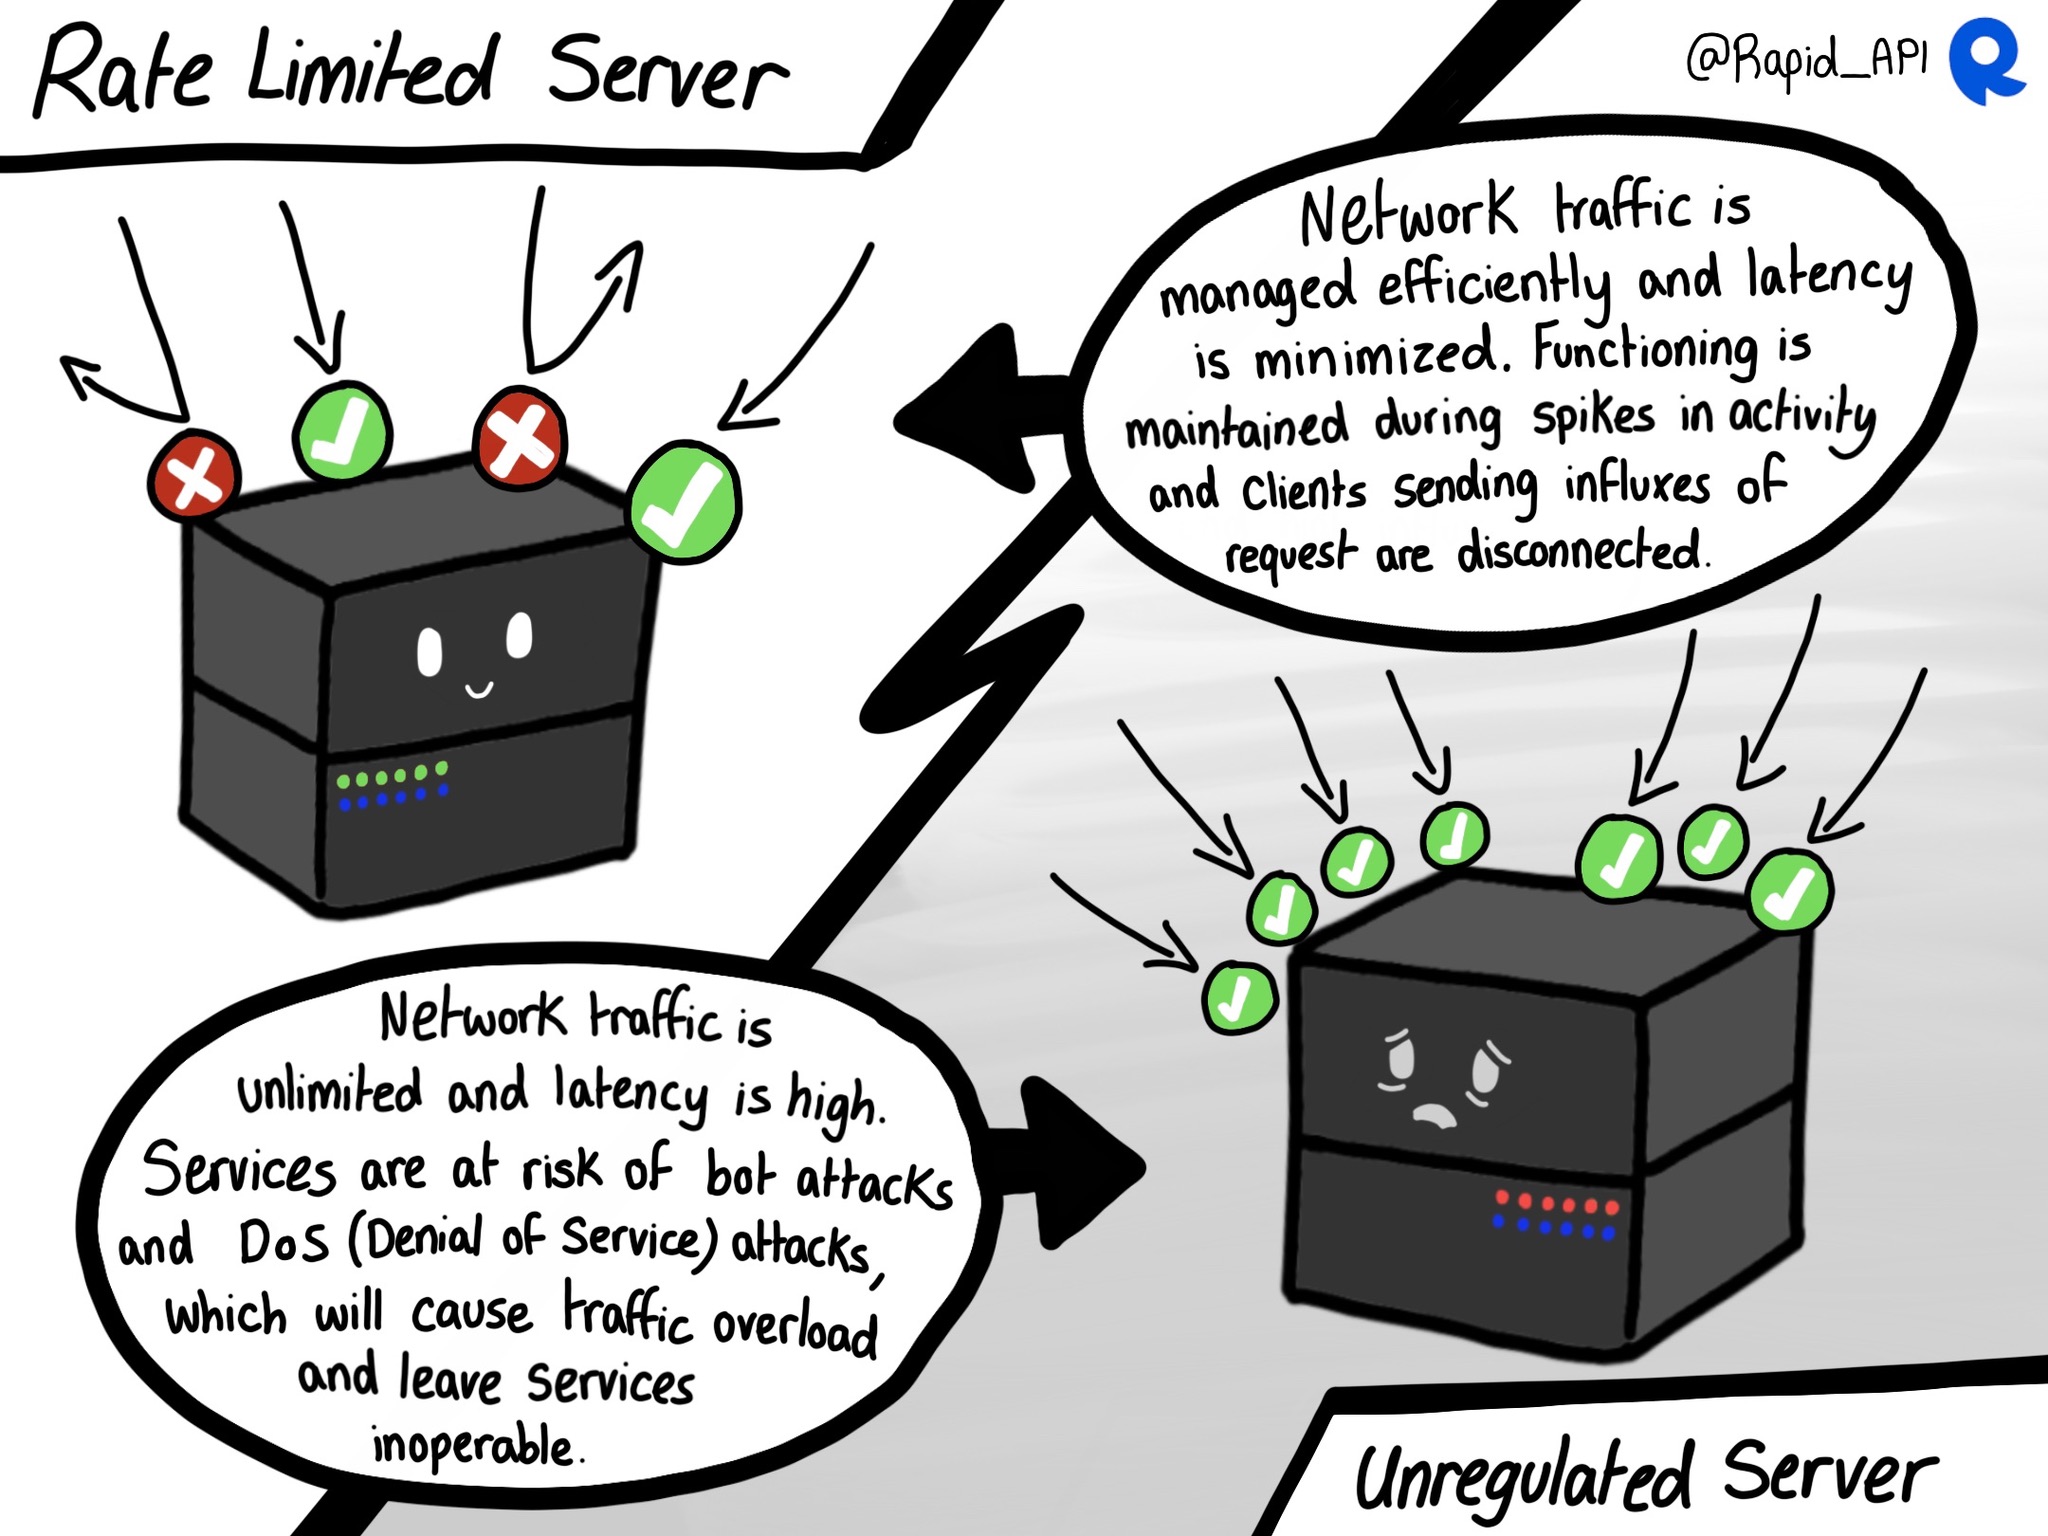 Rate Limited Server
@Rapid_API
Network traffic is
managed efficiently and latency
is minimized. Functioning is
maintained during spikes in activity
and clients sending influxes of
request are disconnected.
Network traffic is
unlimited and latency is high.
Services are at risk of bot attacks
and DoS (Denial of Service) attacks,
which will cause traffic overload
and leave services
inoperable.
Unregulated Server